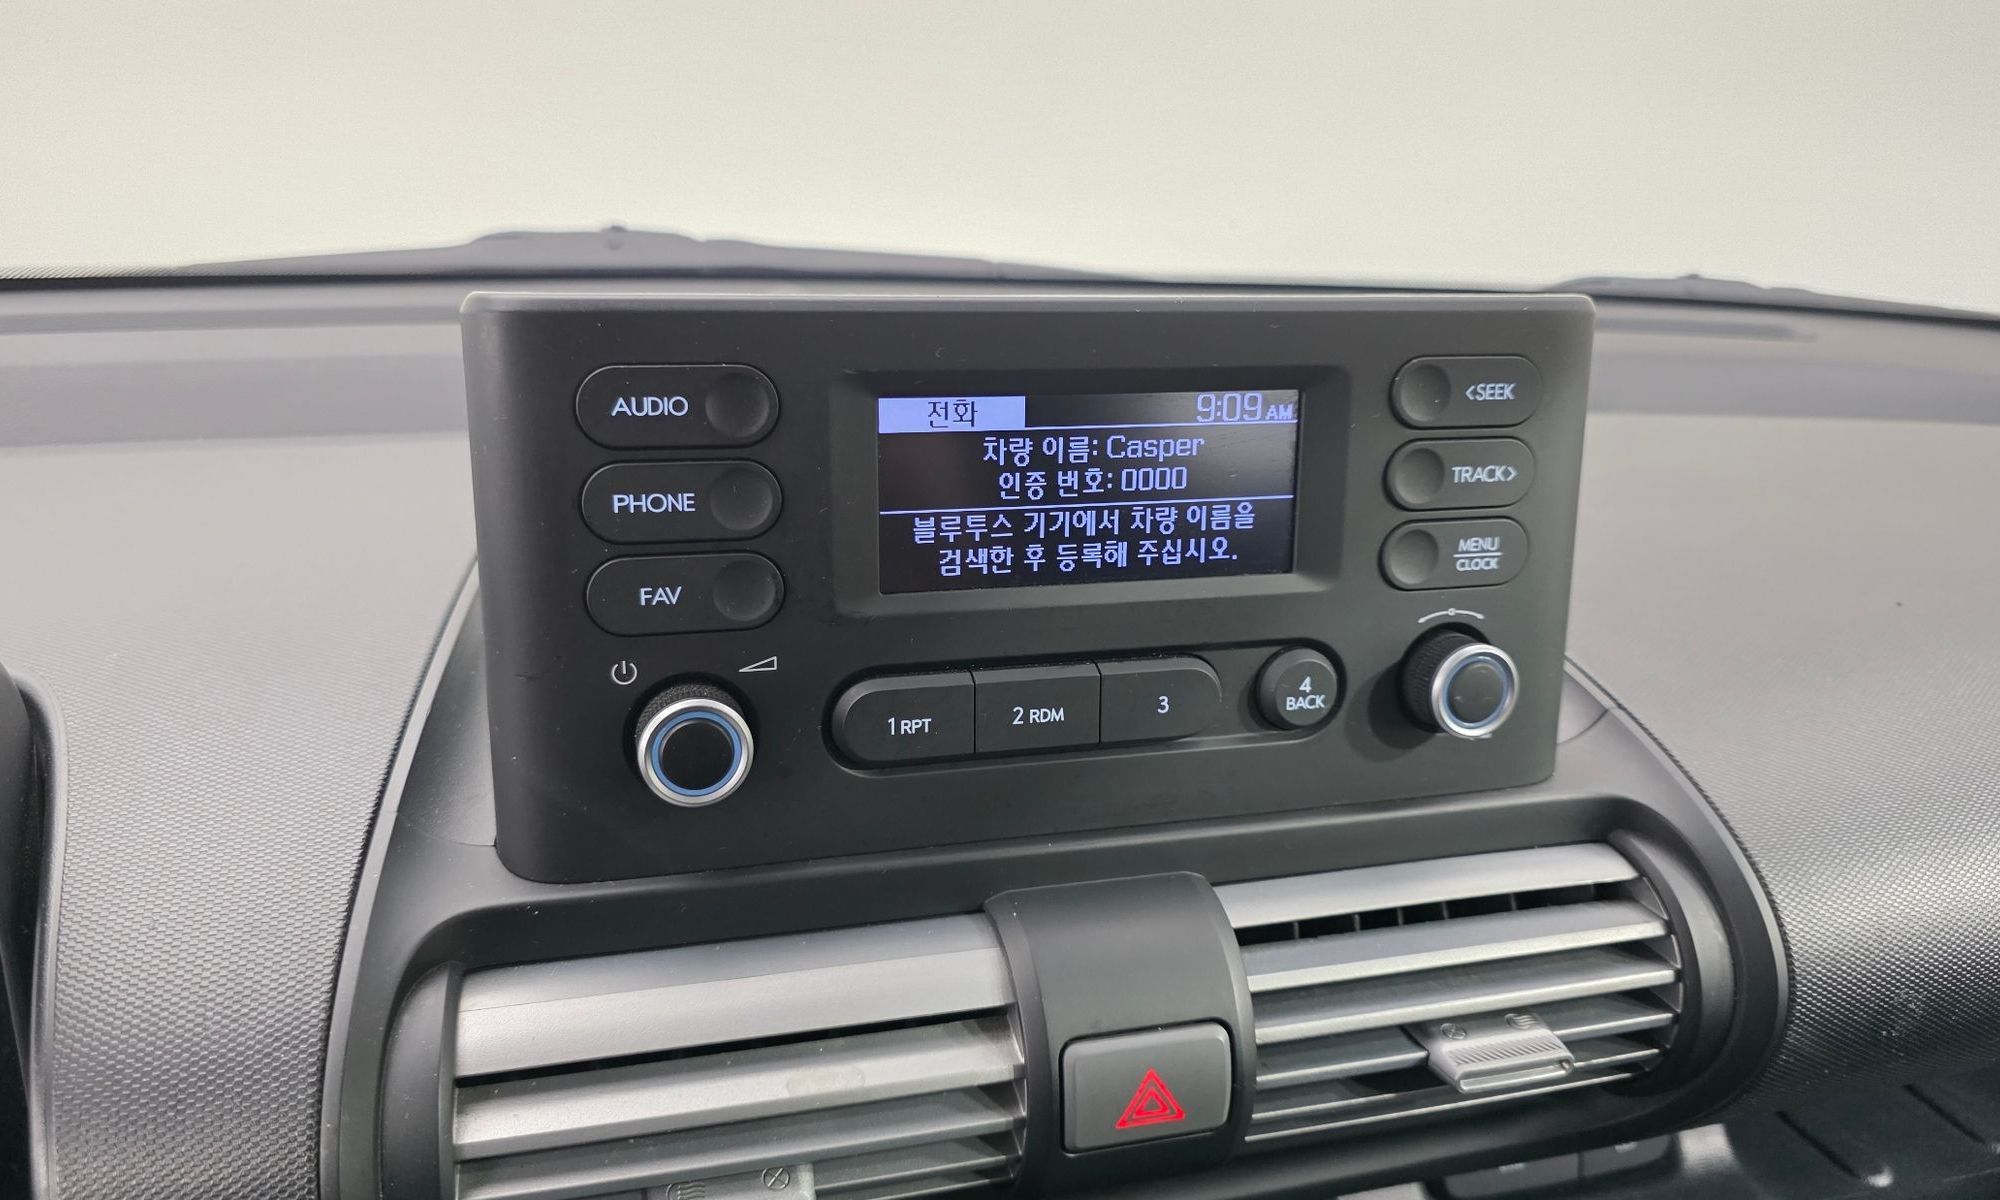 AUDIO
PHONE
FAV
전화 9:09 AM
차량 이름: Casper
인증 번호: 0000
블루투스 기기에서 차량 이름을
검색한 후 등록해 주십시오.
<SEEK
TRACK>
MENU
CLOCK
1 RPT
2 RDM
3
4
BACK